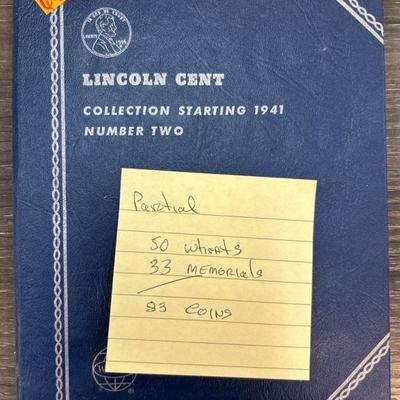 LINCOLN CENT
COLLECTION STARTING 1941
NUMBER TWO
Partial
50 wheats
33 memorials
83 coins